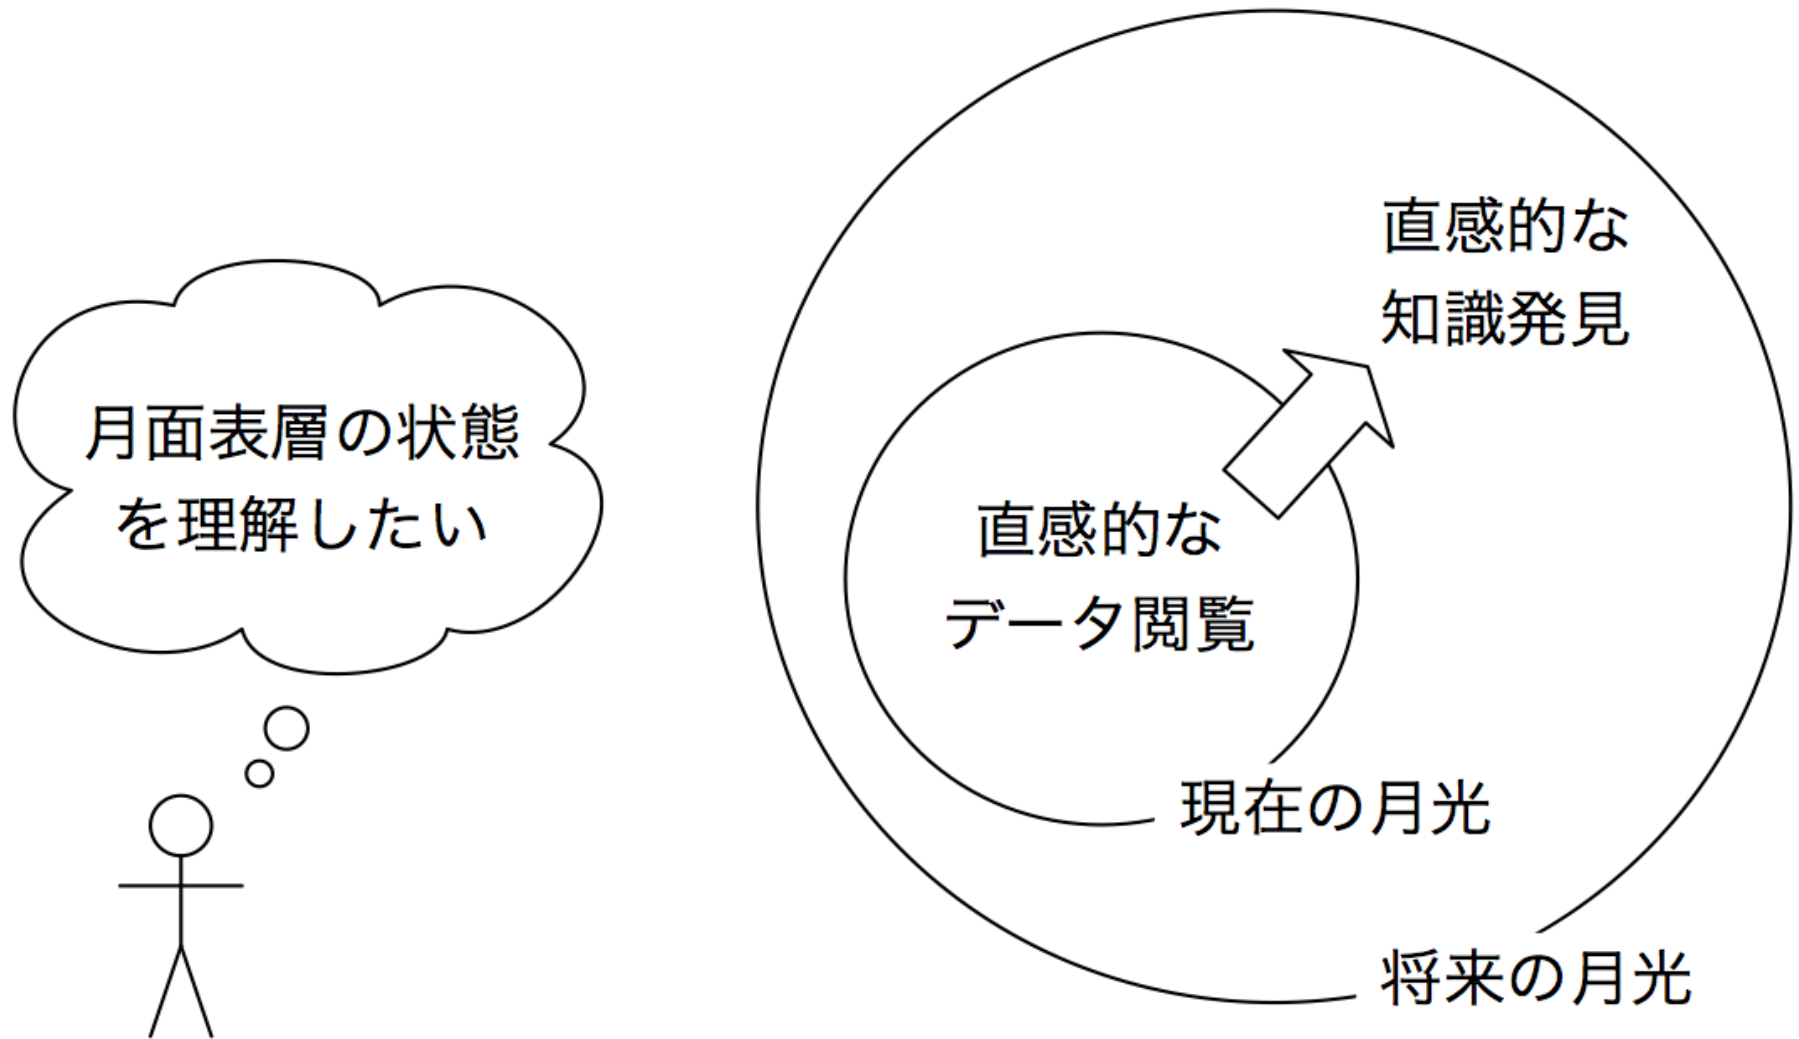 月面表層の状態
を理解したい
直感的な
知識発見
直感的な
データ閲覧
現在の月光
将来の月光